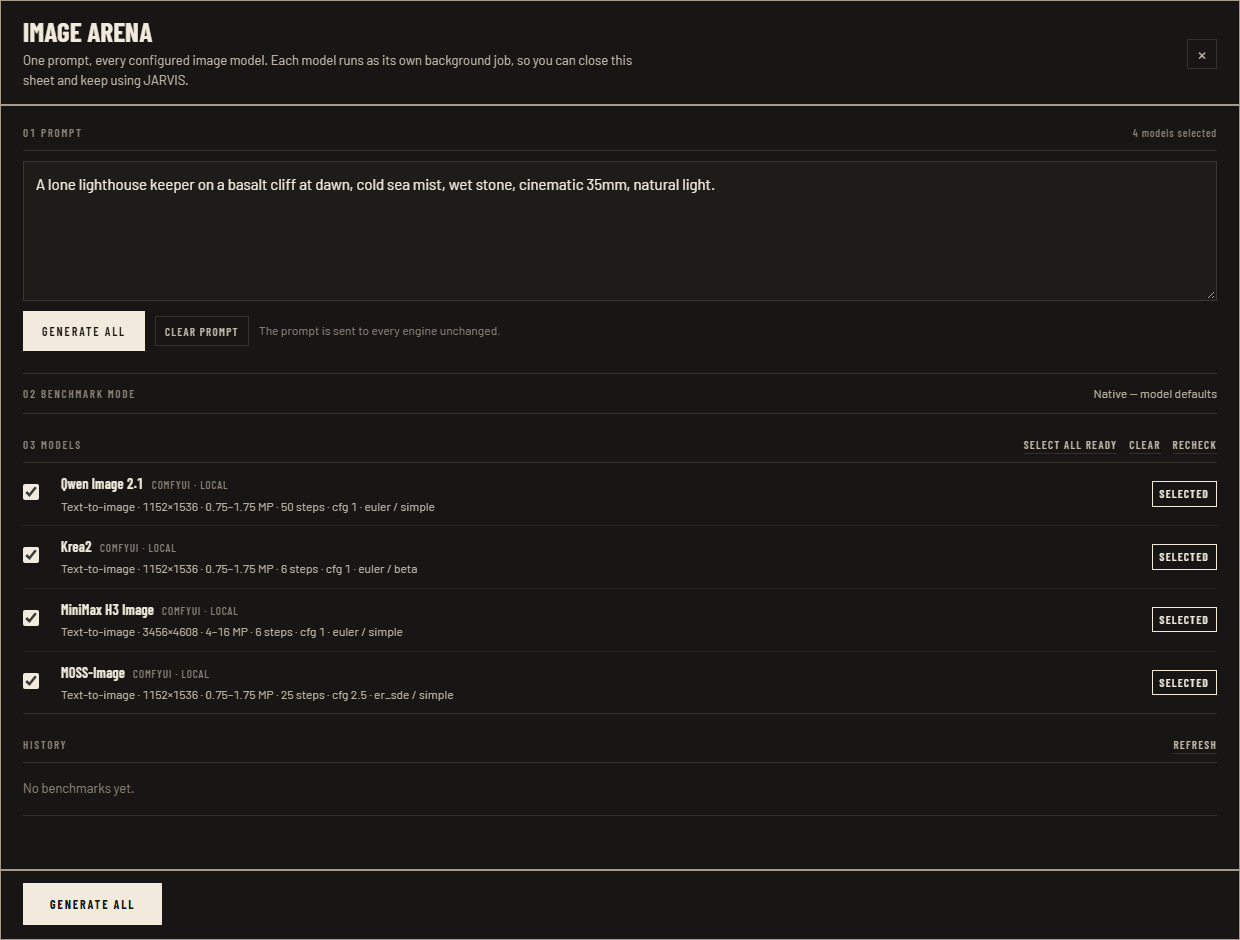 IMAGE ARENA
One prompt, every configured image model. Each model runs as its own background job, so you can close this
sheet and keep using JARVIS.
×
01 PROMPT
4 models selected
A lone lighthouse keeper on a basalt cliff at dawn, cold sea mist, wet stone, cinematic 35mm, natural light.
GENERATE ALL
CLEAR PROMPT
The prompt is sent to every engine unchanged.
02 BENCHMARK MODE
Native — model defaults
03 MODELS
SELECT ALL READY
CLEAR
RECHECK
Qwen Image 2.1 COMFYUI · LOCAL
Text-to-image · 1152×1536 · 0.75–1.75 MP · 50 steps · cfg 1 · euler / simple
SELECTED
Krea2 COMFYUI · LOCAL
Text-to-image · 1152×1536 · 0.75–1.75 MP · 6 steps · cfg 1 · euler / beta
SELECTED
MiniMax H3 Image COMFYUI · LOCAL
Text-to-image · 3456×4608 · 4–16 MP · 6 steps · cfg 1 · euler / simple
SELECTED
MOSS-Image COMFYUI · LOCAL
Text-to-image · 1152×1536 · 0.75–1.75 MP · 25 steps · cfg 2.5 · er_sde / simple
SELECTED
HISTORY
REFRESH
No benchmarks yet.
GENERATE ALL